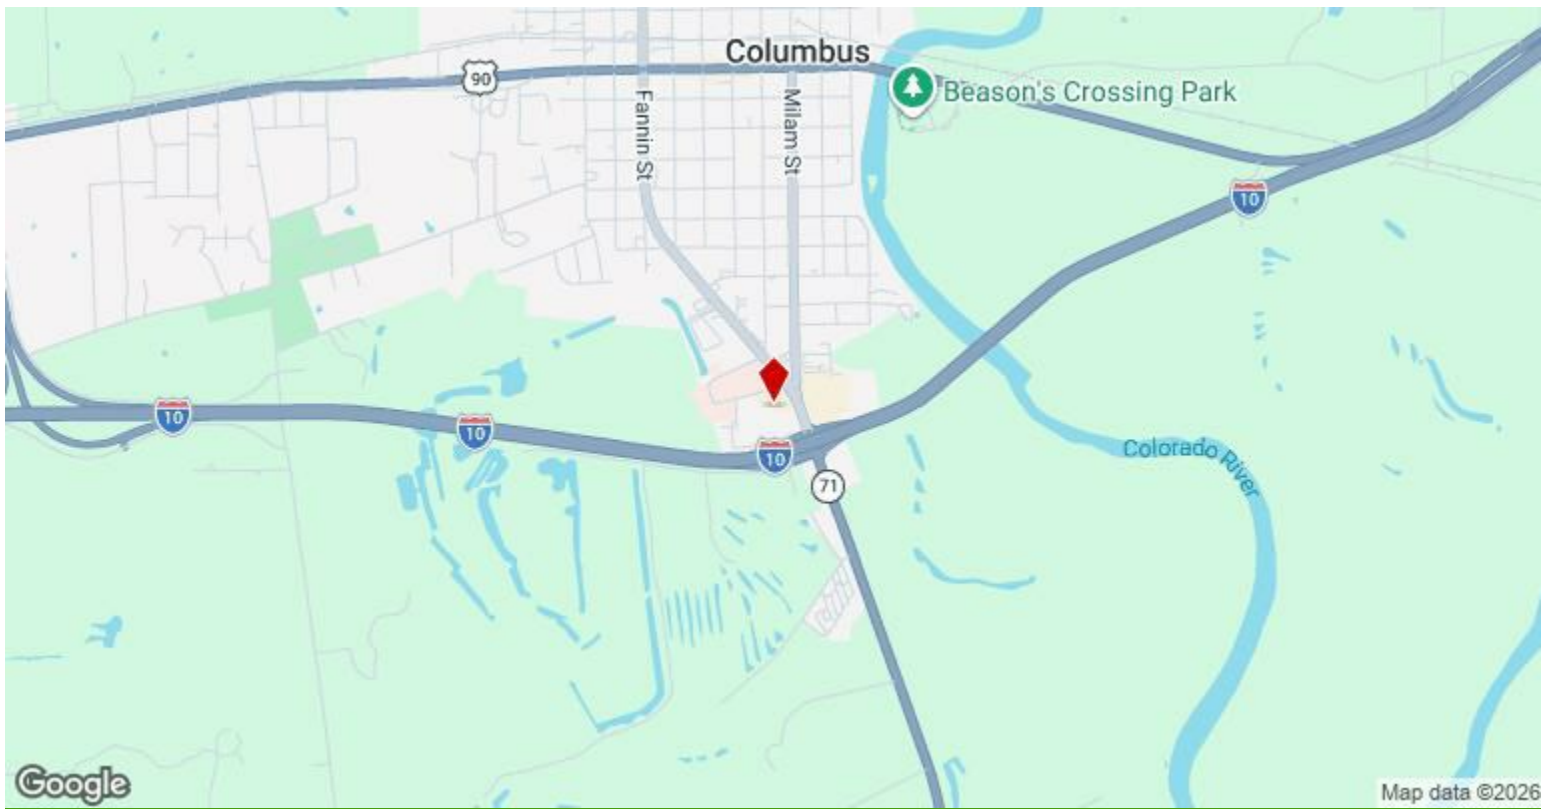 Columbus
90
Beason's Crossing Park
Fannin St
Milam St
10
10
10
10
71
Colorado River
Google
Map data ©2026